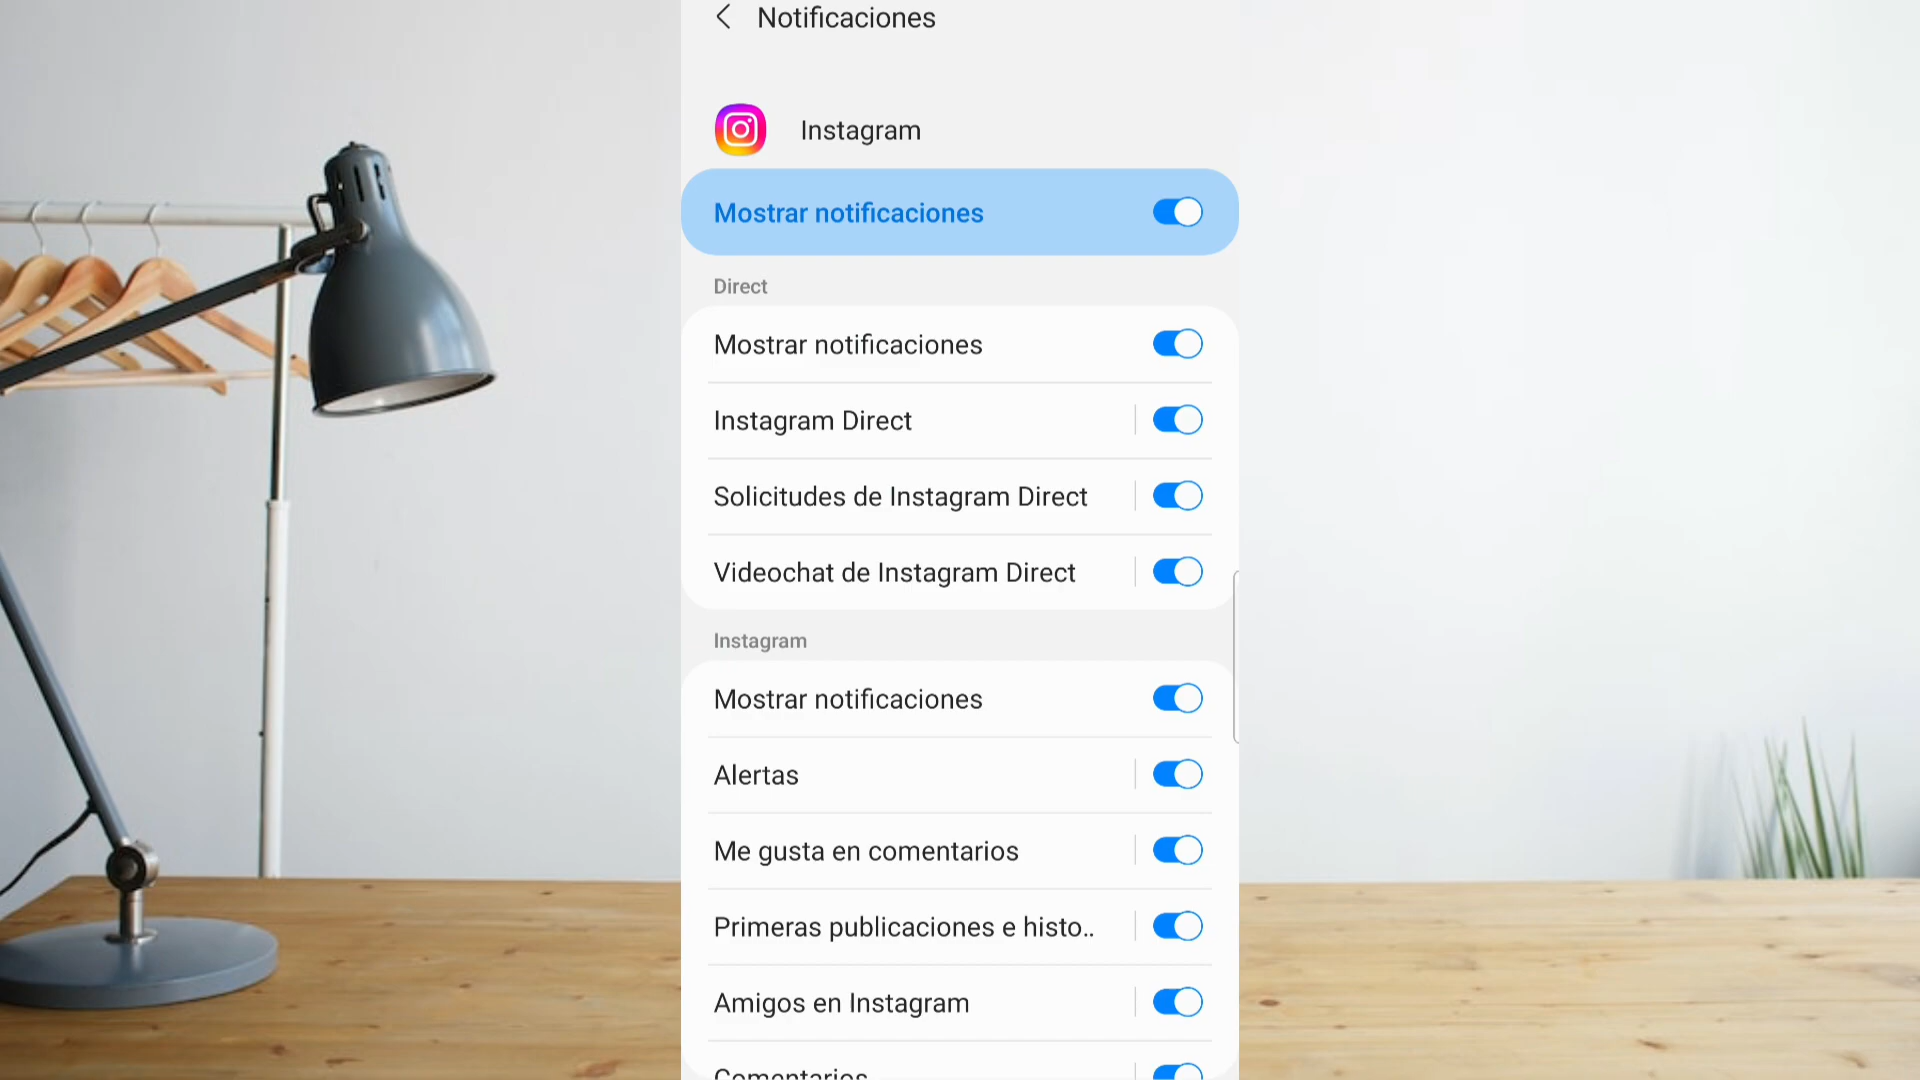 Notificaciones
Instagram
Mostrar notificaciones
Direct
Mostrar notificaciones
Instagram Direct
Solicitudes de Instagram Direct
Videochat de Instagram Direct
Instagram
Mostrar notificaciones
Alertas
Me gusta en comentarios
Primeras publicaciones e histo..
Amigos en Instagram
Comentarios